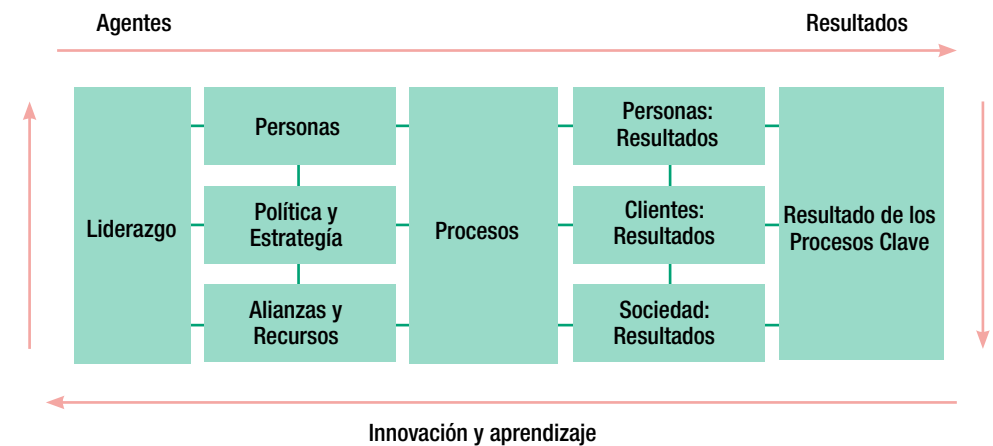 Agentes
Resultados
Liderazgo
Personas
Política y
Estrategía
Alianzas y
Recursos
Procesos
Personas:
Resultados
Clientes:
Resultados
Sociedad:
Resultados
Resultado de los
Procesos Clave
Innovación y aprendizaje